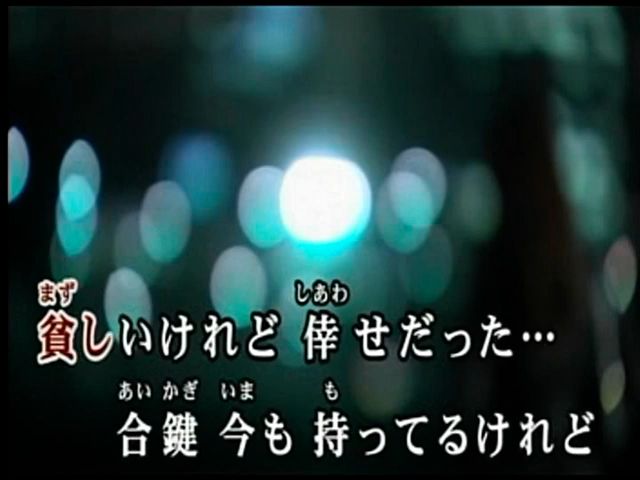 まず しあわ
貧しいけれど 倖せだった…
あい かぎ いま も
合鍵 今も 持ってるけれど